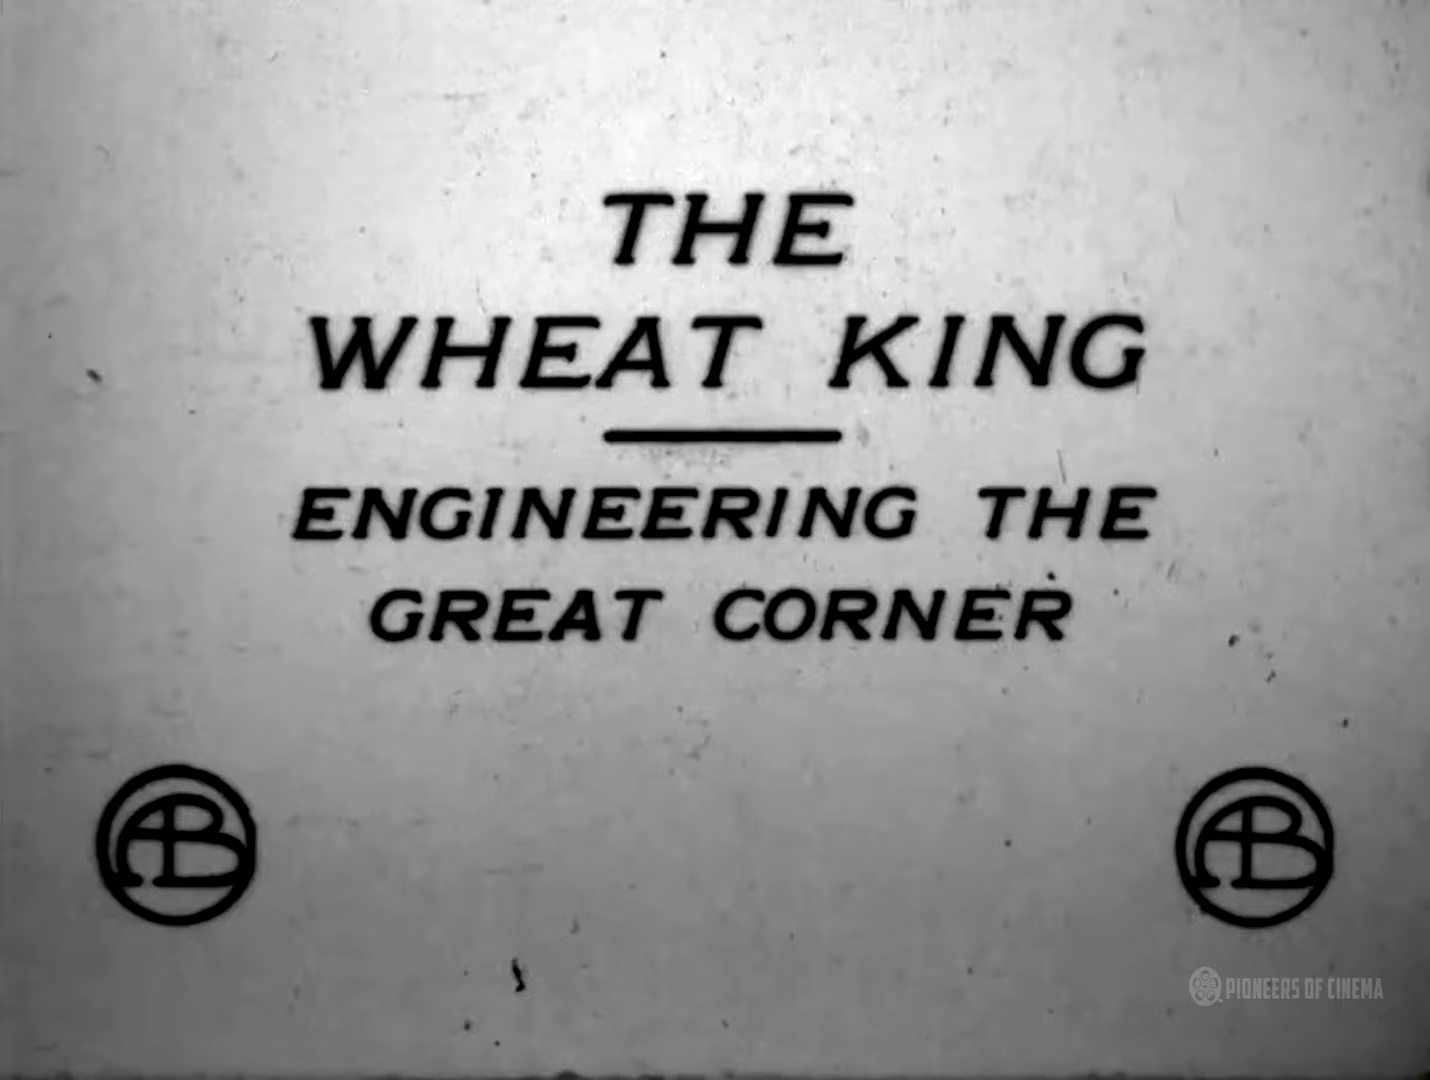 THE
WHEAT KING
ENGINEERING THE
GREAT CORNER
AB
AB
PIONEERS OF CINEMA